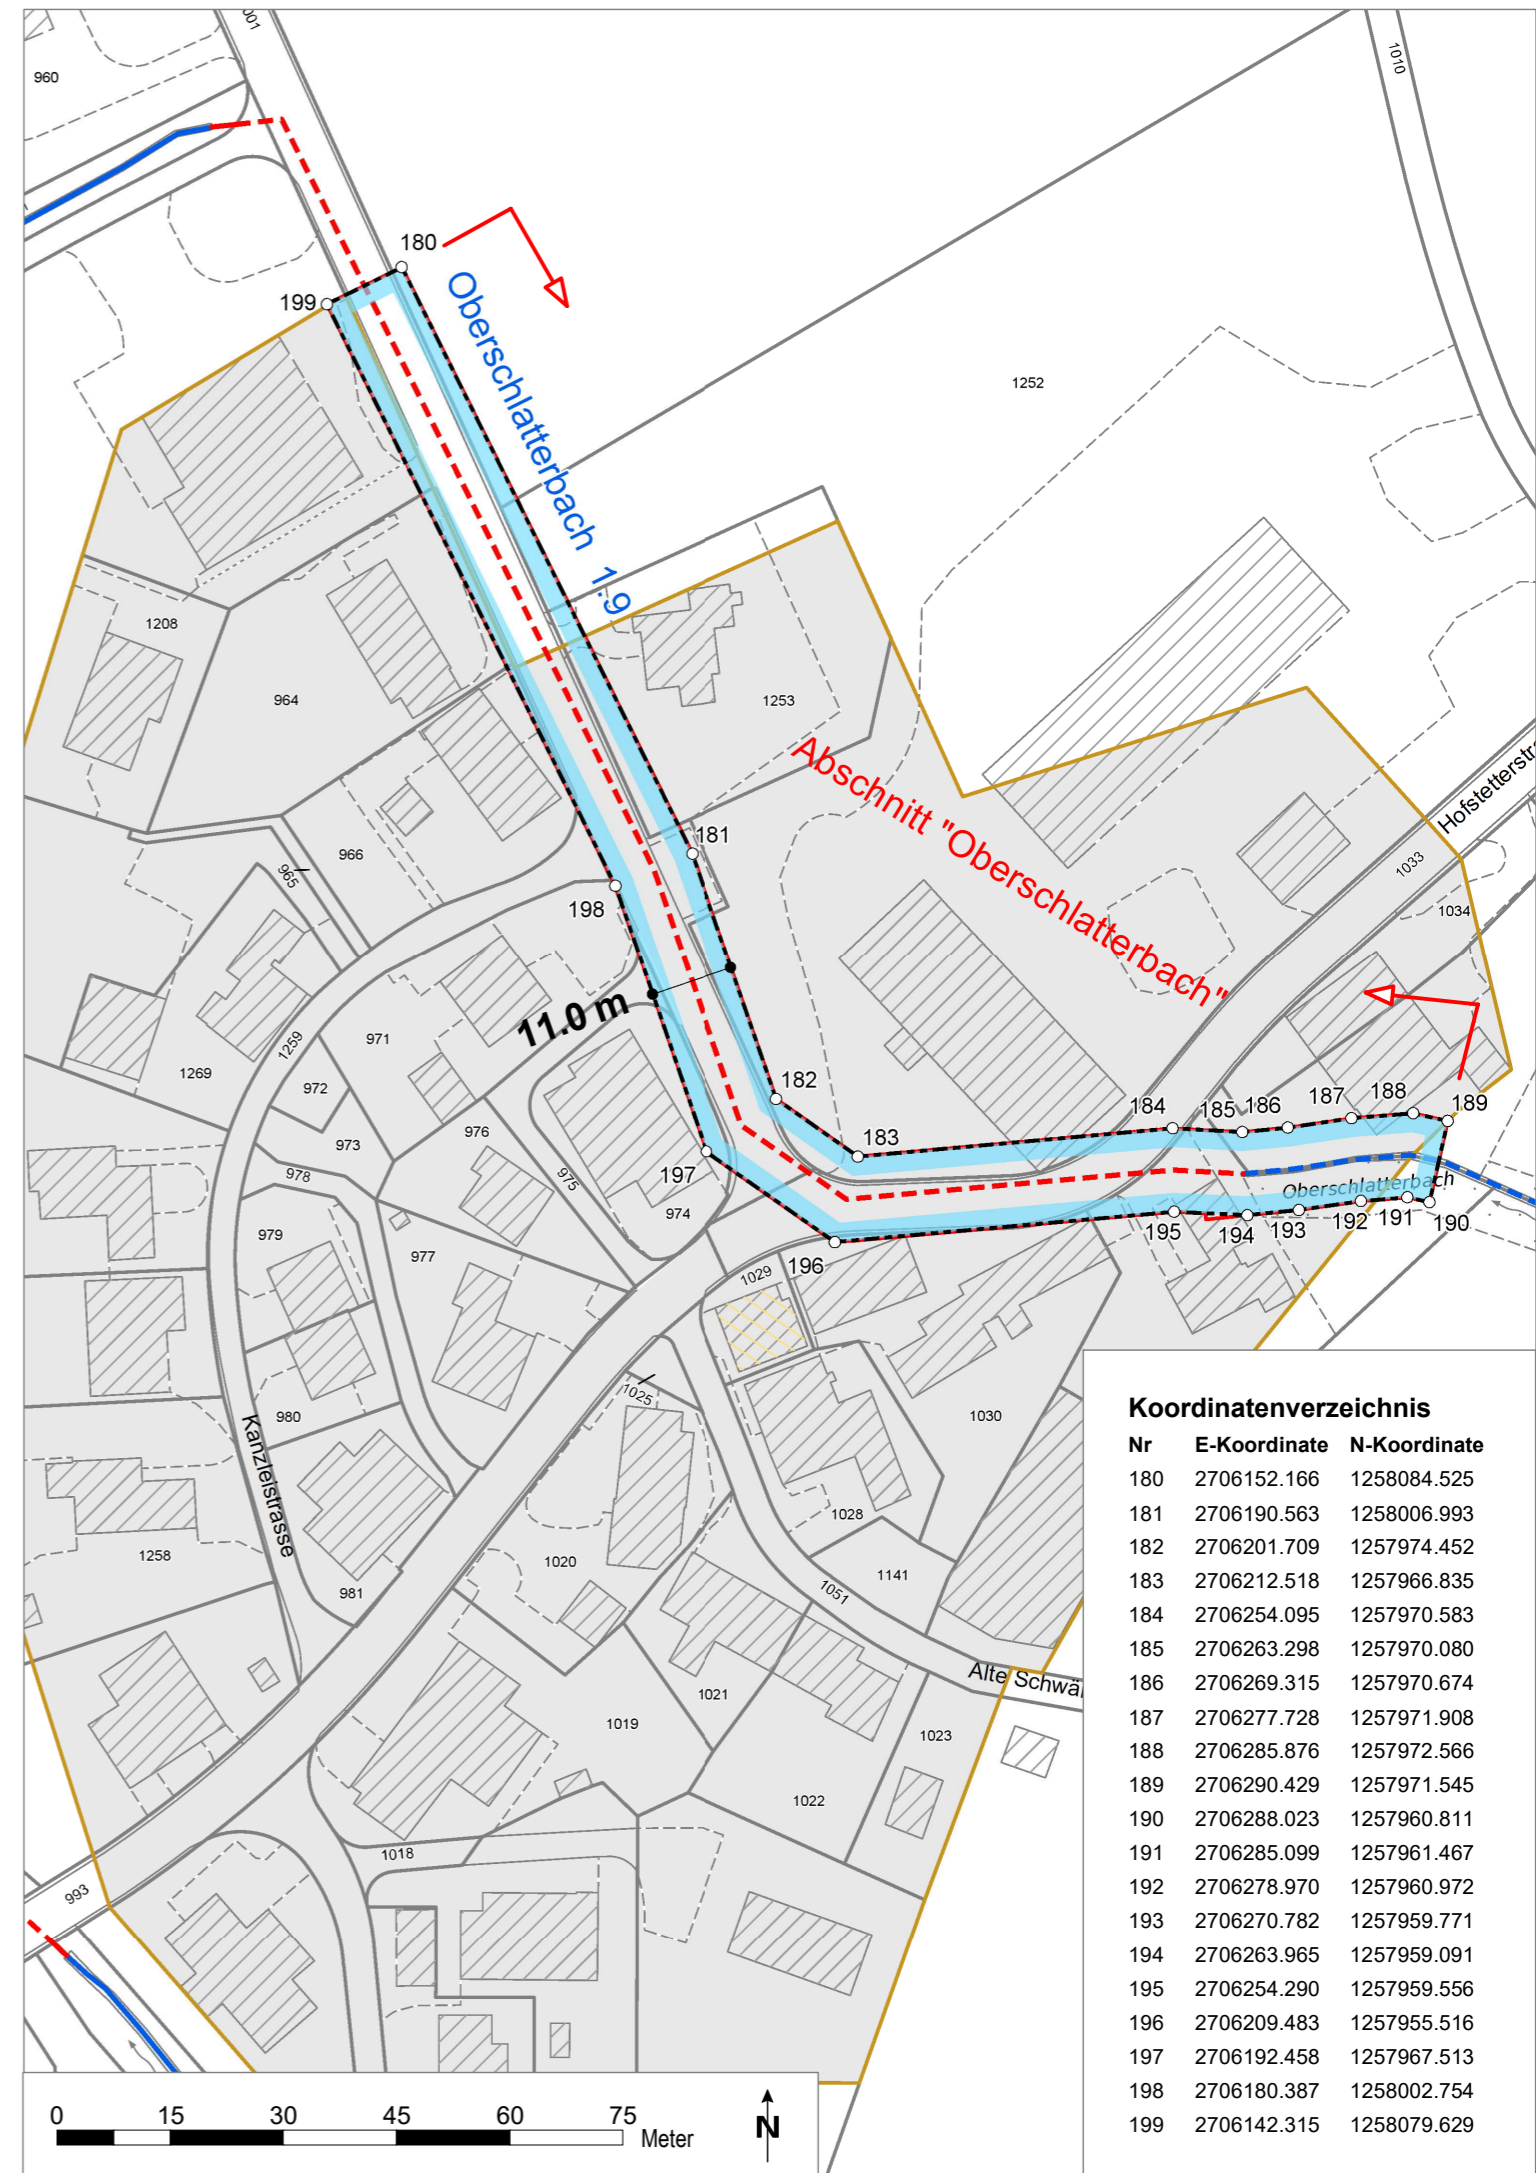 001
1010
960
180
199
Oberschlatterbach 1.9
1252
1208
964
1253
Abschnitt "Oberschlatterbach"
Hofstetterstr
181
966
965
1033
198
1034
11.0 m
971
1259
1269
972
182
973
976
184
185
186
187
188
189
183
197
978
975
974
Oberschlatterbach
979
977
195
194
193
192
191
190
196
1029
1025
980
1030
Kanzleistrasse
1028
1258
1020
981
1141
1051
Alte Schwä
1021
1019
1023
1022
1018
993
Koordinatenverzeichnis
Nr E-Koordinate N-Koordinate
180 2706152.166 1258084.525
181 2706190.563 1258006.993
182 2706201.709 1257974.452
183 2706212.518 1257966.835
184 2706254.095 1257970.583
185 2706263.298 1257970.080
186 2706269.315 1257970.674
187 2706277.728 1257971.908
188 2706285.876 1257972.566
189 2706290.429 1257971.545
190 2706288.023 1257960.811
191 2706285.099 1257961.467
192 2706278.970 1257960.972
193 2706270.782 1257959.771
194 2706263.965 1257959.091
195 2706254.290 1257959.556
196 2706209.483 1257955.516
197 2706192.458 1257967.513
198 2706180.387 1258002.754
199 2706142.315 1258079.629
0 15 30 45 60 75
Meter
N